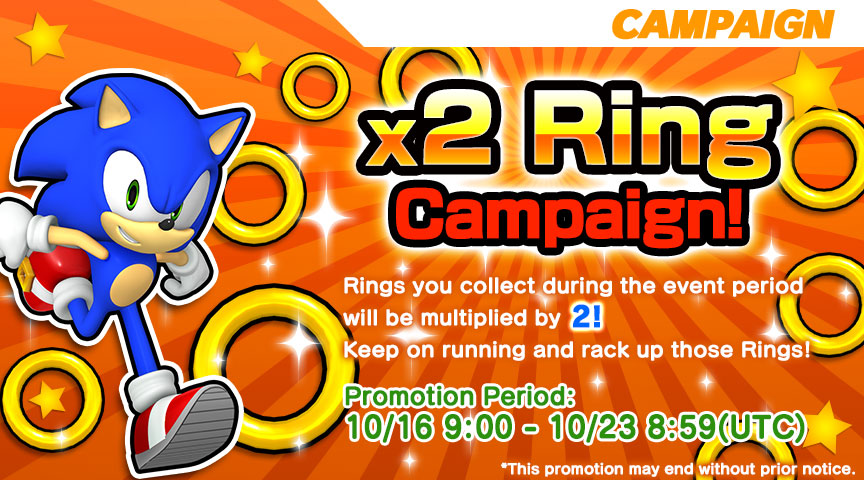 CAMPAIGN
x2 Ring
Campaign!
Rings you collect during the event period
will be multiplied by 2!
Keep on running and rack up those Rings!
Promotion Period:
10/16 9:00 - 10/23 8:59(UTC)
*This promotion may end without prior notice.